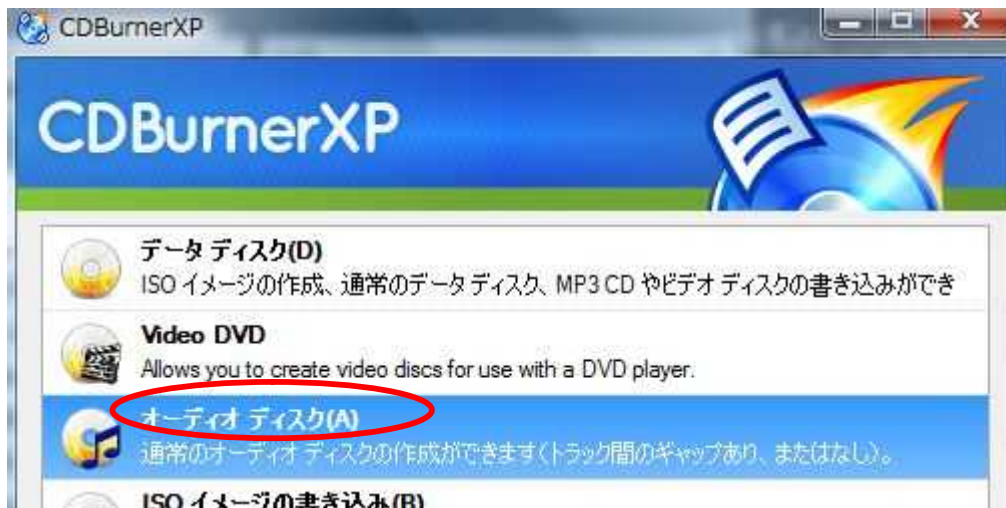 CDBurnerXP
CDBurnerXP
データ ディスク(D)
ISO イメージの作成、通常のデータ ディスク、MP3 CD やビデオ ディスクの書き込みができ
Video DVD
Allows you to create video discs for use with a DVD player.
オーディオ ディスク(A)
通常のオーディオ ディスクの作成ができます(トラック間のギャップあり、またはなし)。
ISO イメージの書き込み(B)